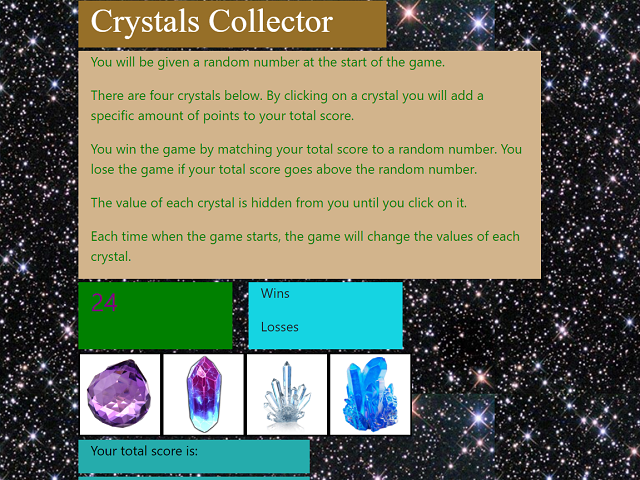 Crystals Collector
You will be given a random number at the start of the game.
There are four crystals below. By clicking on a crystal you will add a
specific amount of points to your total score.
You win the game by matching your total score to a random number. You
lose the game if your total score goes above the random number.
The value of each crystal is hidden from you until you click on it.
Each time when the game starts, the game will change the values of each
crystal.
24
Wins
Losses
Your total score is: